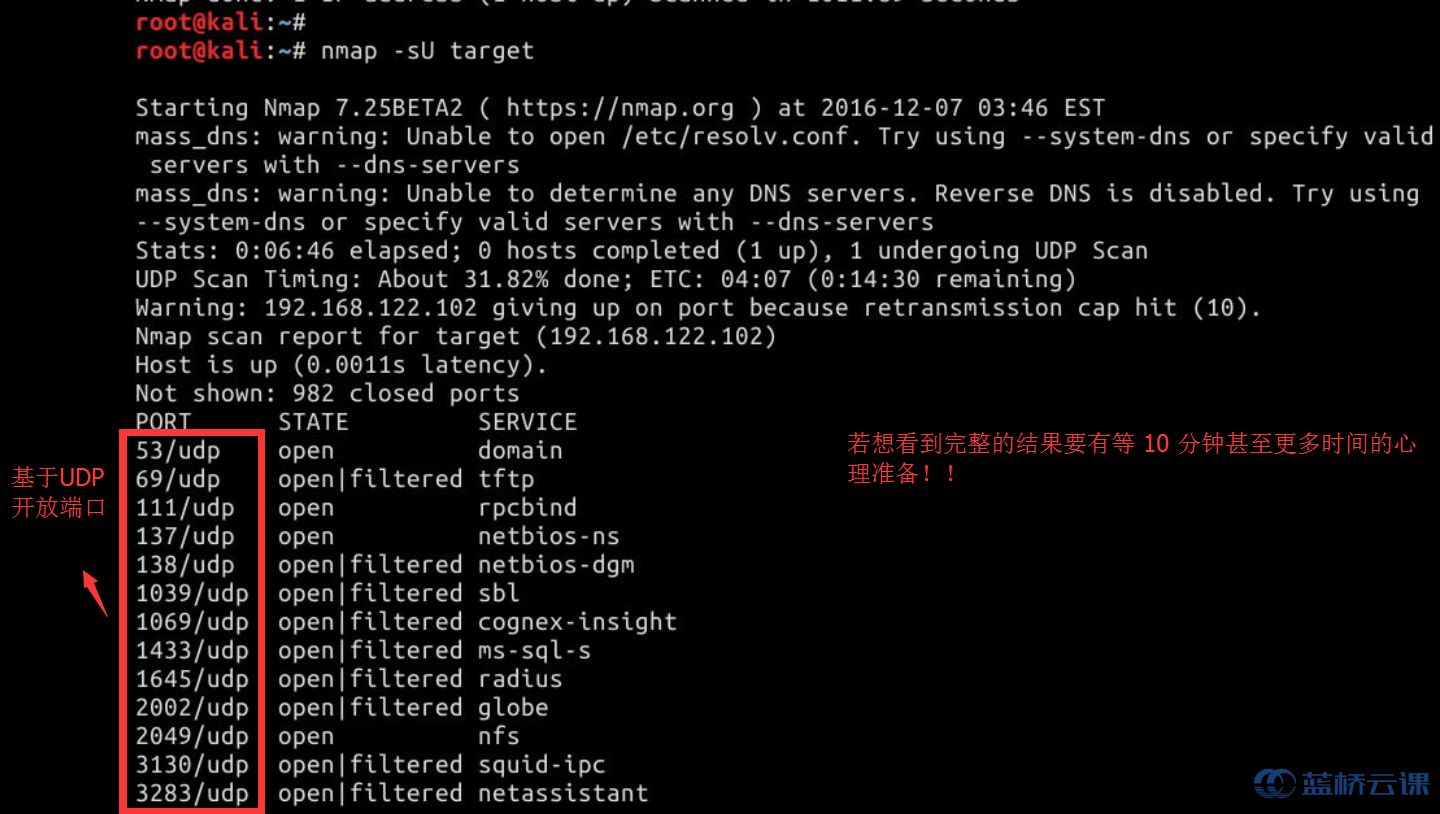 root@kali:~#
root@kali:~# nmap -sU target
Starting Nmap 7.25BETA2 ( https://nmap.org ) at 2016-12-07 03:46 EST
mass_dns: warning: Unable to open /etc/resolv.conf. Try using --system-dns or specify valid
servers with --dns-servers
mass_dns: warning: Unable to determine any DNS servers. Reverse DNS is disabled. Try using
--system-dns or specify valid servers with --dns-servers
Stats: 0:06:46 elapsed; 0 hosts completed (1 up), 1 undergoing UDP Scan
UDP Scan Timing: About 31.82% done; ETC: 04:07 (0:14:30 remaining)
Warning: 192.168.122.102 giving up on port because retransmission cap hit (10).
Nmap scan report for target (192.168.122.102)
Host is up (0.0011s latency).
Not shown: 982 closed ports
PORT STATE SERVICE
53/udp open domain
69/udp open|filtered tftp
111/udp open rpcbind
137/udp open netbios-ns
138/udp open|filtered netbios-dgm
1039/udp open|filtered sbl
1069/udp open|filtered cognex-insight
1433/udp open|filtered ms-sql-s
1645/udp open|filtered radius
2002/udp open|filtered globe
2049/udp open nfs
3130/udp open|filtered squid-ipc
3283/udp open|filtered netassistant
基于UDP
开放端口
若想看到完整的结果要有等 10 分钟甚至更多时间的心
理准备！！
蓝桥云课